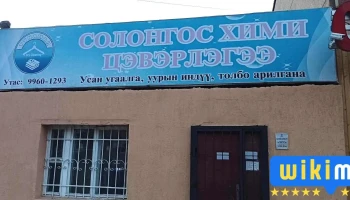 СОЛОНГОС ХИМИ
ЦЭВЭРЛЭГЭЭ
Утас: 9960-1293
Усан угаалга, уурын индүү, толбо арилгана
wikim